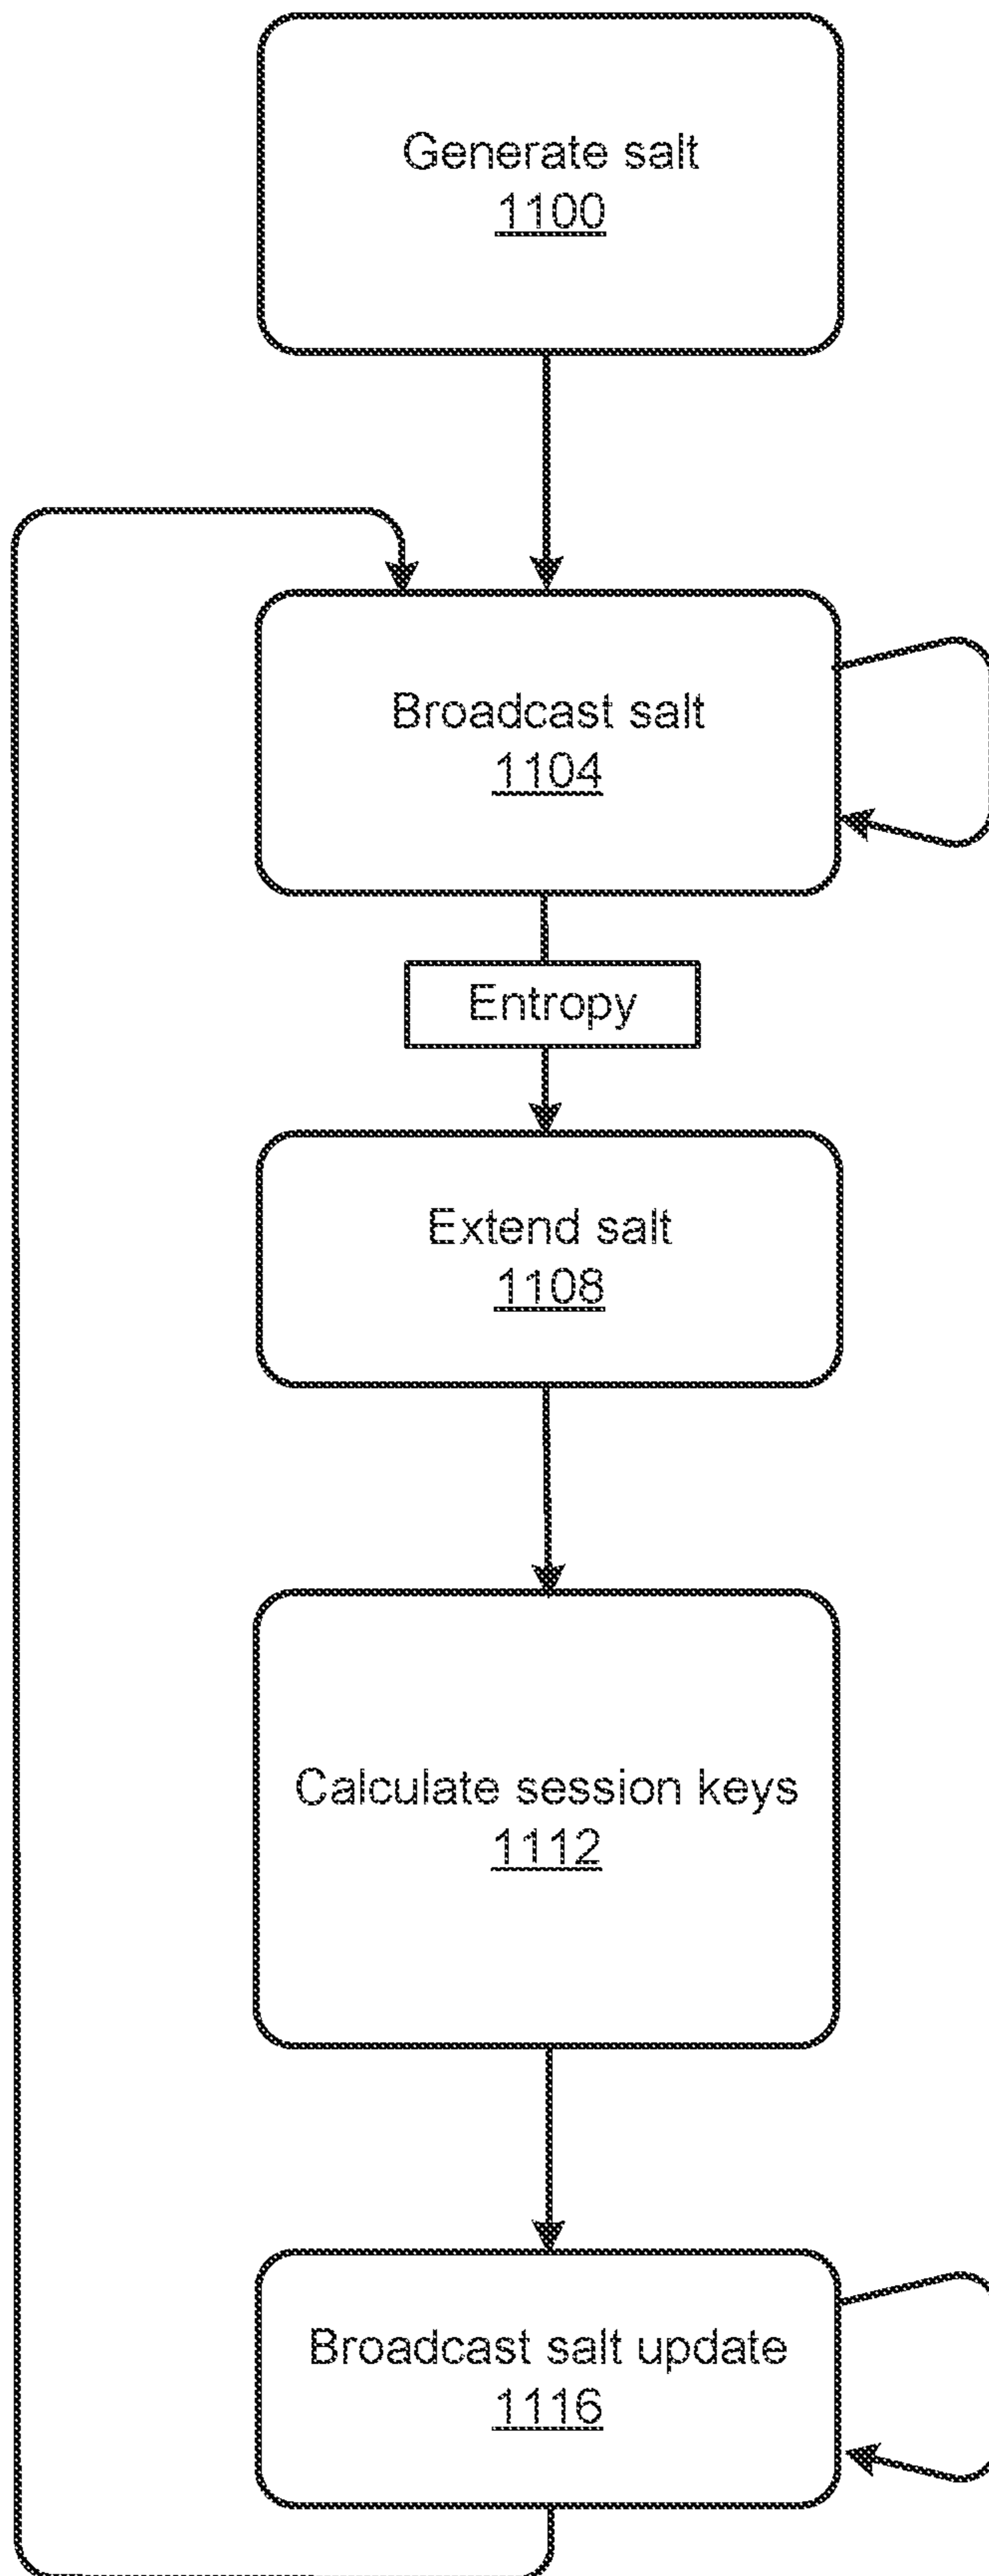 Generate salt
1100
Broadcast salt
1104
Entropy
Extend salt
1108
Calculate session keys
1112
Broadcast salt update
1116